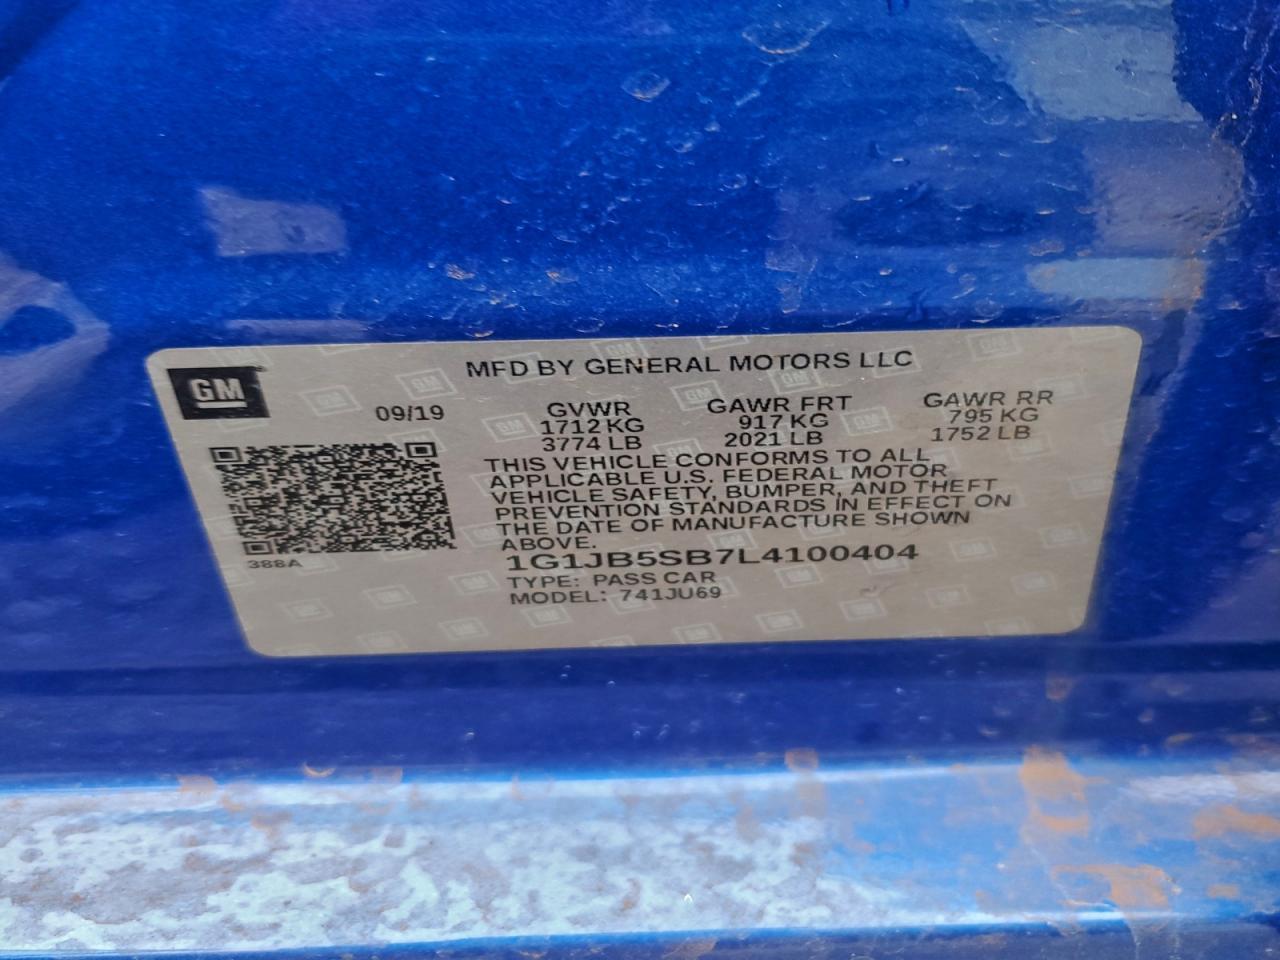 GM
MFD BY GENERAL MOTORS LLC
09/19
GVWR GAWR FRT GAWR RR
1712 KG 917 KG 795 KG
3774 LB 2021 LB 1752 LB
THIS VEHICLE CONFORMS TO ALL
APPLICABLE U.S. FEDERAL MOTOR
VEHICLE SAFETY, BUMPER, AND THEFT
PREVENTION STANDARDS IN EFFECT ON
THE DATE OF MANUFACTURE SHOWN
ABOVE.
388A
1G1JB5SB7L4100404
TYPE: PASS CAR
MODEL: 741JU69